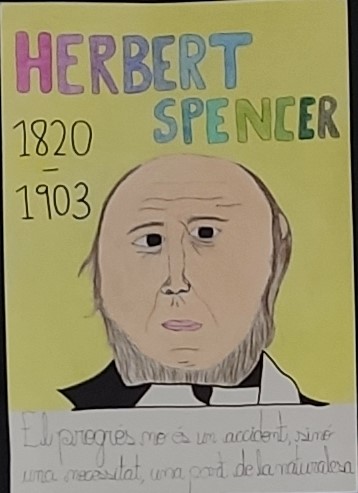 HERBERT
SPENCER
1820
-
1903
El progrés no és un accident, sinó
una necessitat, una part de la naturalesa